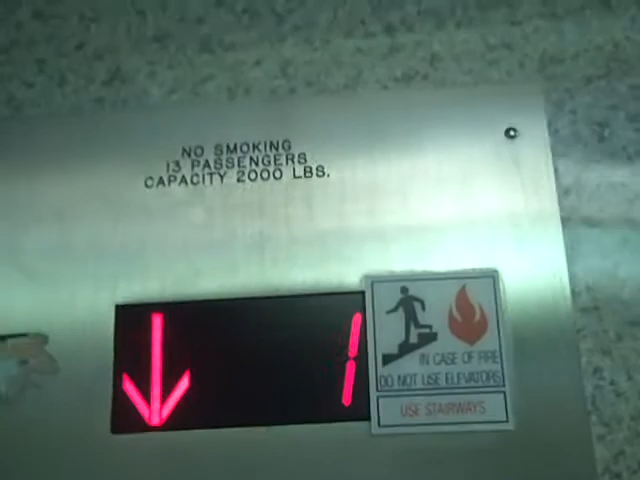 NO SMOKING
13 PASSENGERS
CAPACITY 2000 LBS.
1
IN CASE OF FIRE
DO NOT USE ELEVATORS
USE STAIRWAYS